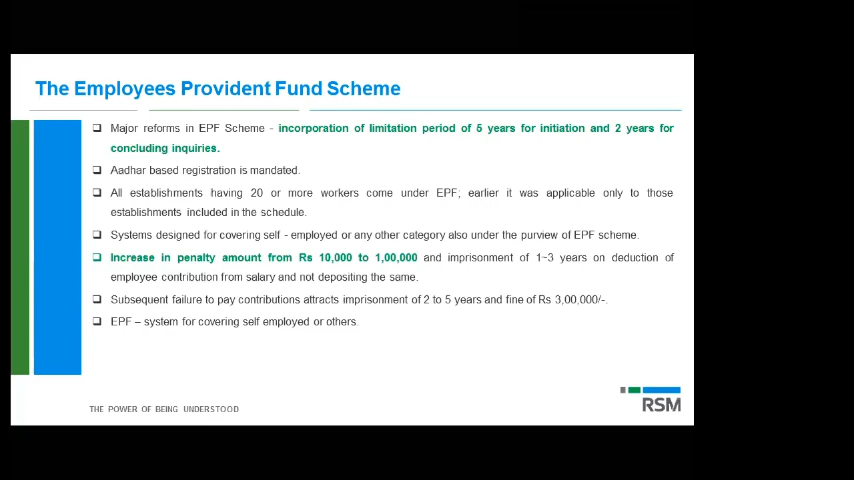 The Employees Provident Fund Scheme
❑ Major reforms in EPF Scheme - incorporation of limitation period of 5 years for initiation and 2 years for
concluding inquiries.
❑ Aadhar based registration is mandated.
❑ All establishments having 20 or more workers come under EPF; earlier it was applicable only to those
establishments included in the schedule.
❑ Systems designed for covering self - employed or any other category also under the purview of EPF scheme.
❑ Increase in penalty amount from Rs 10,000 to 1,00,000 and imprisonment of 1~3 years on deduction of
employee contribution from salary and not depositing the same.
❑ Subsequent failure to pay contributions attracts imprisonment of 2 to 5 years and fine of Rs 3,00,000/-.
❑ EPF – system for covering self employed or others.
THE POWER OF BEING UNDERSTOOD
RSM